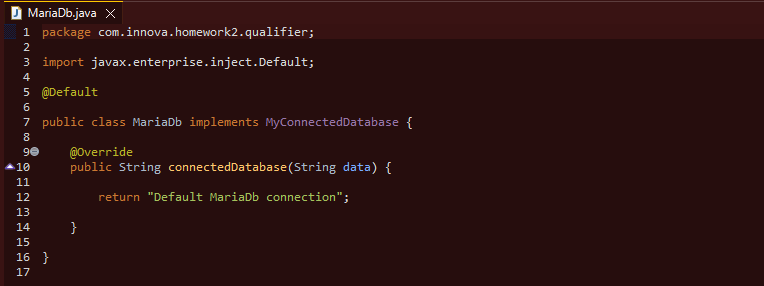 MariaDb.java
1 package com.innova.homework2.qualifier;
2
3 import javax.enterprise.inject.Default;
4
5 @Default
6
7 public class MariaDb implements MyConnectedDatabase {
8
9 @Override
10 public String connectedDatabase(String data) {
11
12 return "Default MariaDb connection";
13
14 }
15
16 }
17